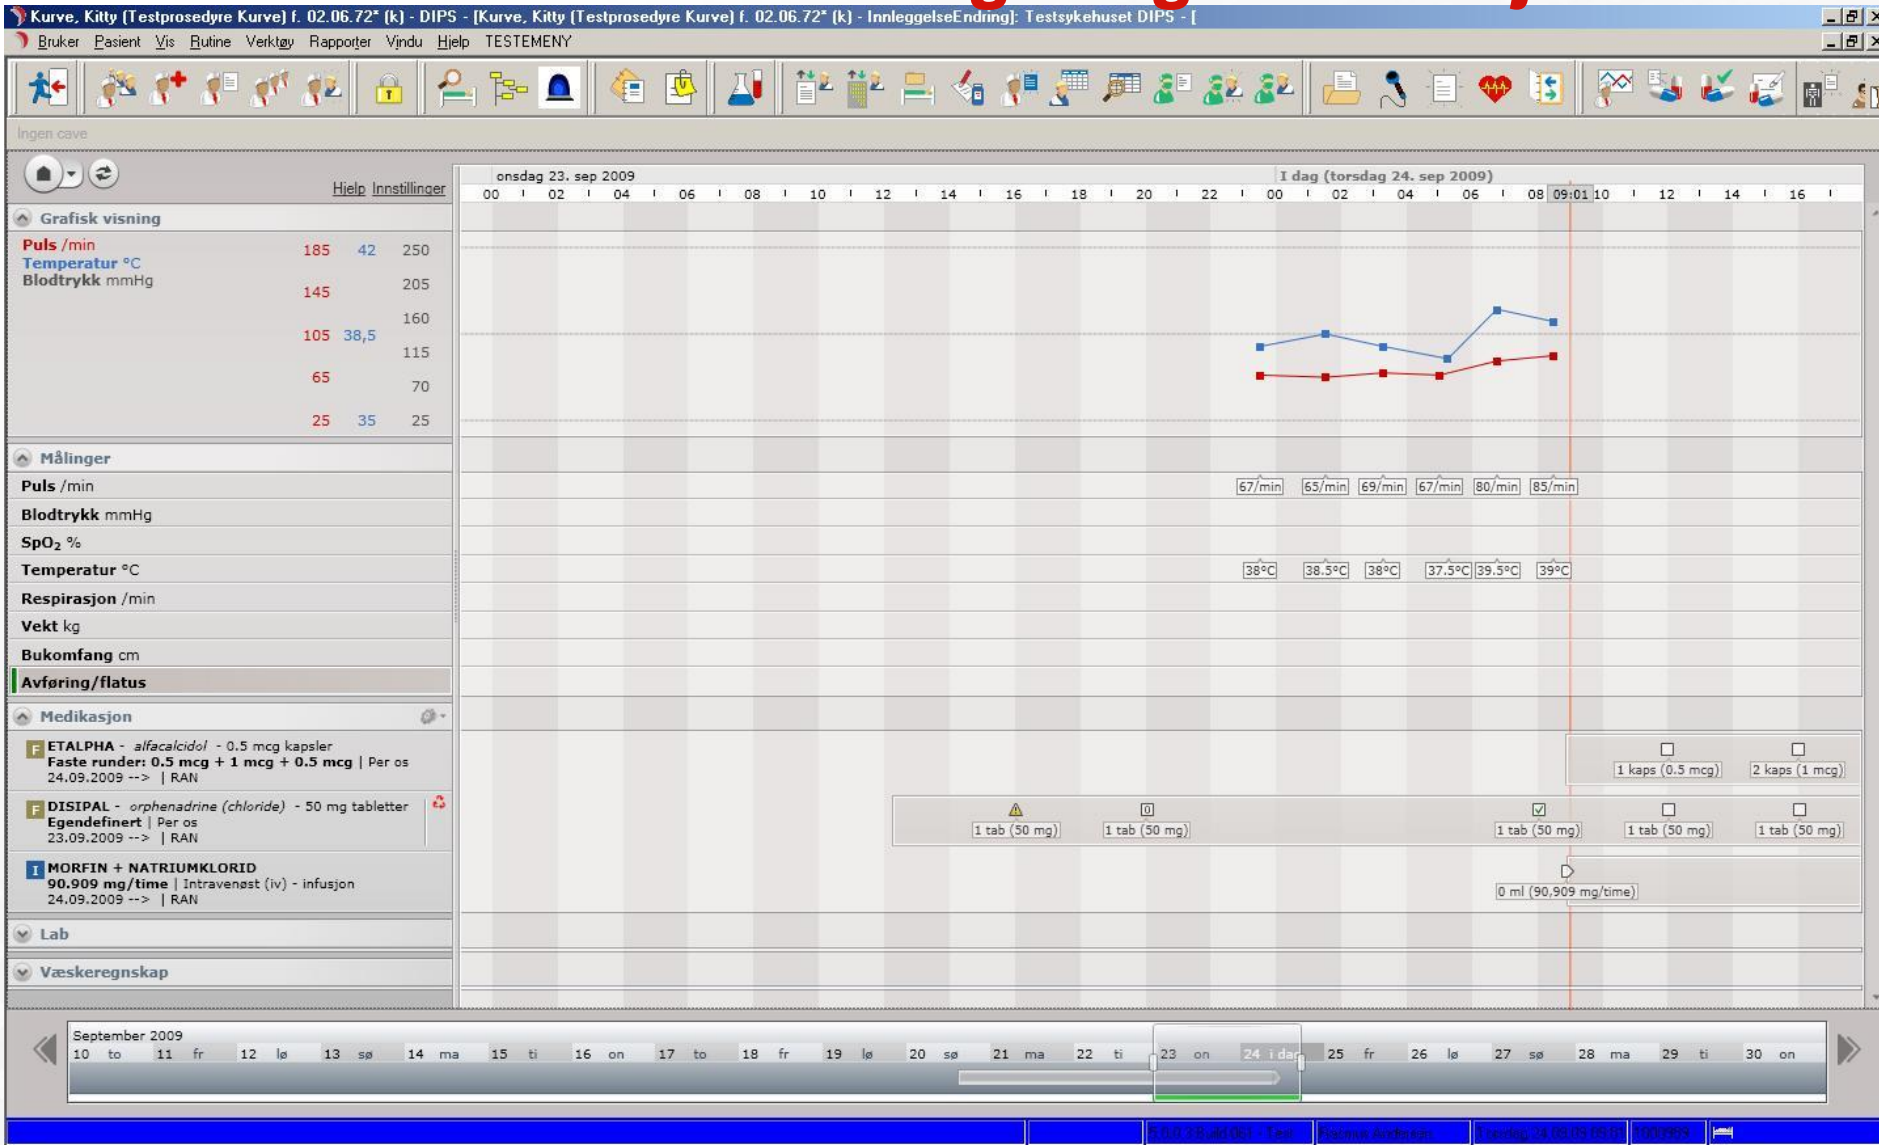 Kurve, Kitty (Testprosedyre Kurve) f. 02.06.72* (k) - DIPS - [Kurve, Kitty (Testprosedyre Kurve) f. 02.06.72* (k) - InnleggelseEndring]: Testsykehuset DIPS - [
Bruker Pasient Vis Rutine Verktøy Rapporter Vindu Hjelp TESTEMENY
Ingen cave
Hjelp Innstillinger
onsdag 23. sep 2009 I dag (torsdag 24. sep 2009)
00 02 04 06 08 10 12 14 16 18 20 22 00 02 04 06 08 09:01 10 12 14 16
Grafisk visning
Puls /min 185 42 250
Temperatur °C
Blodtrykk mmHg 205
145
160
105 38,5
115
65
70
25 35 25
Målinger
Puls /min 67/min 65/min 69/min 67/min 80/min 85/min
Blodtrykk mmHg
SpO₂ %
Temperatur °C 38°C 38.5°C 38°C 37.5°C 39.5°C 39°C
Respirasjon /min
Vekt kg
Bukomfang cm
Avføring/flatus
Medikasjon
F ETALPHA - alfacalcidol - 0.5 mcg kapsler
Faste runder: 0.5 mcg + 1 mcg + 0.5 mcg | Per os
24.09.2009 --> | RAN
1 kaps (0.5 mcg) 2 kaps (1 mcg)
F DISIPAL - orphenadrine (chloride) - 50 mg tabletter
Egendefinert | Per os
23.09.2009 --> | RAN
0
1 tab (50 mg) 1 tab (50 mg) 1 tab (50 mg) 1 tab (50 mg) 1 tab (50 mg)
I MORFIN + NATRIUMKLORID
90.909 mg/time | Intravenøst (iv) - infusjon
24.09.2009 --> | RAN
0 ml (90,909 mg/time)
Lab
Væskeregnskap
September 2009
10 to 11 fr 12 lø 13 sø 14 ma 15 ti 16 on 17 to 18 fr 19 lø 20 sø 21 ma 22 ti 23 on 24 i dag 25 fr 26 lø 27 sø 28 ma 29 ti 30 on